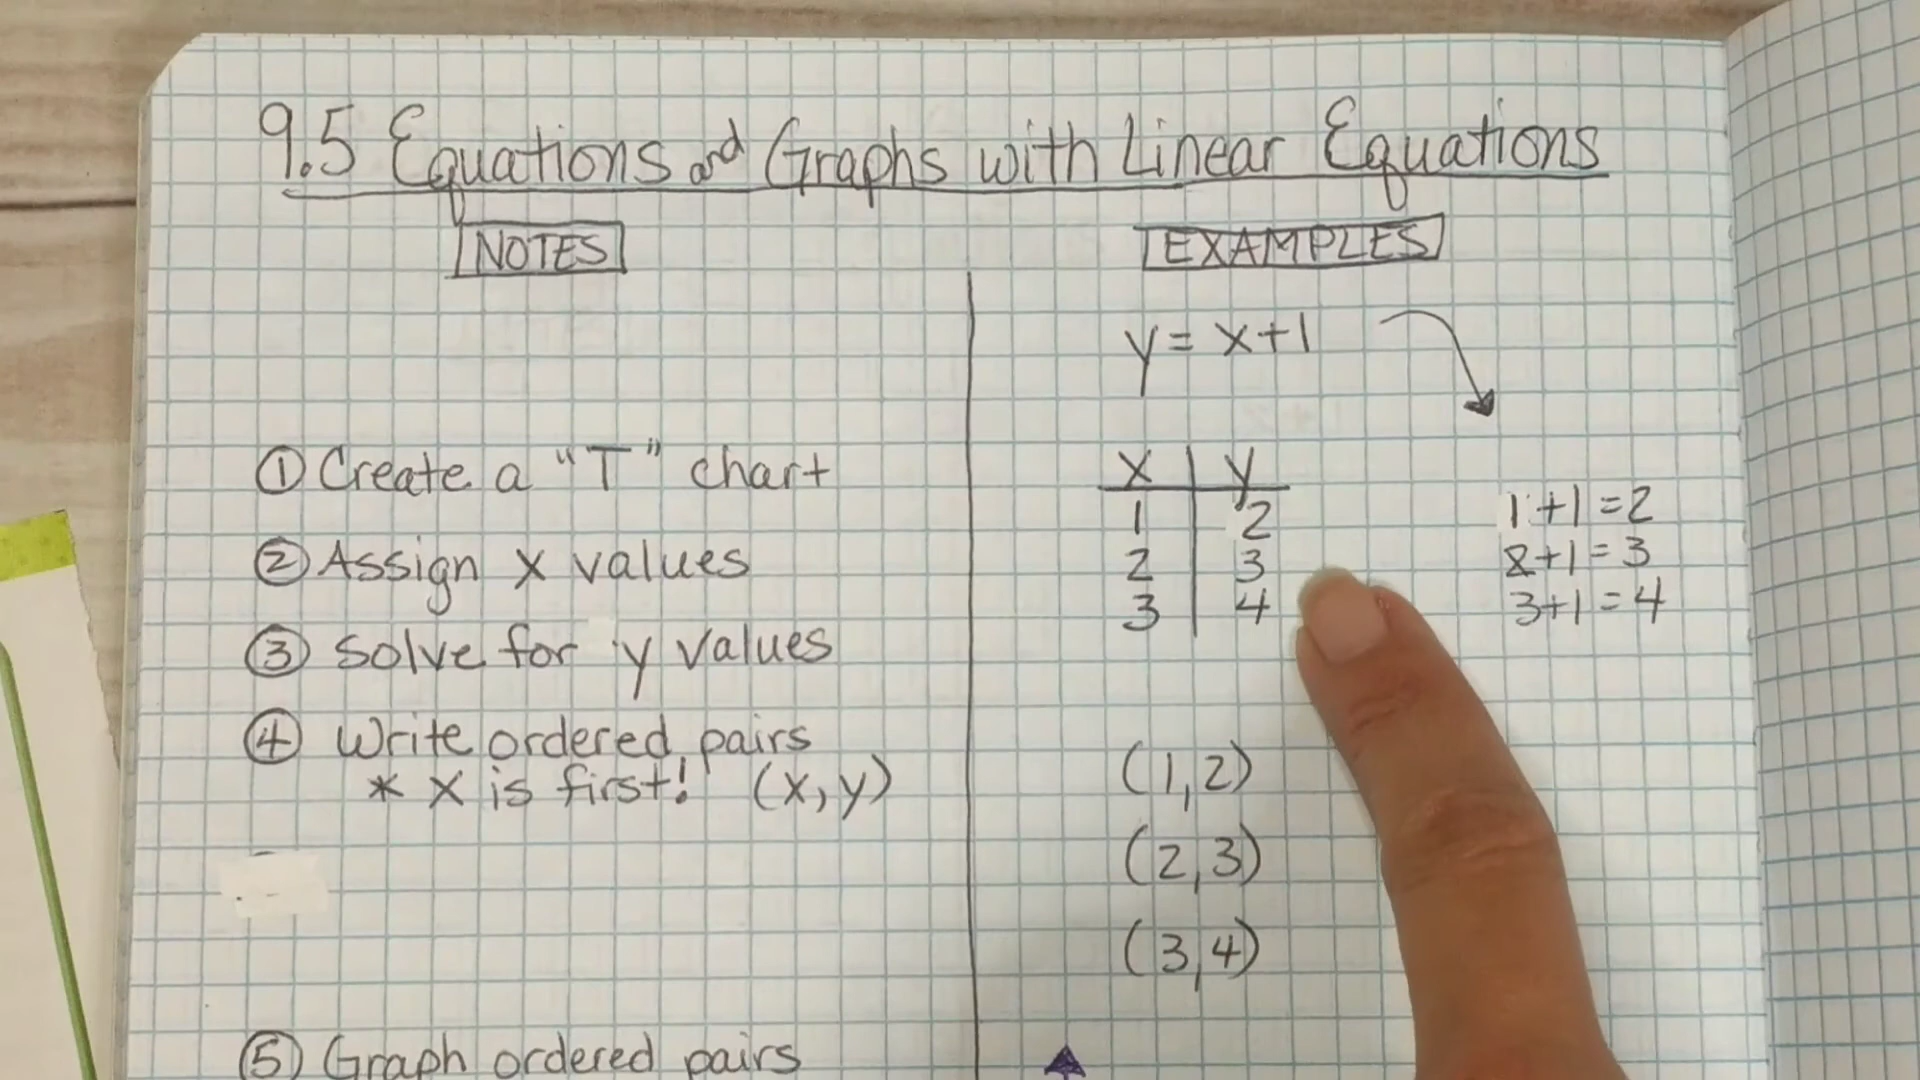 9.5 Equations and Graphs with Linear Equations
NOTES
① Create a "T" chart
② Assign x values
③ Solve for y values
④ Write ordered pairs
* X is first! (x,y)
⑤ Graph ordered pairs
EXAMPLES
y = x+1
X | y
1 | 2
2 | 3
3 | 4
1+1=2
2+1=3
3+1=4
(1,2)
(2,3)
(3,4)